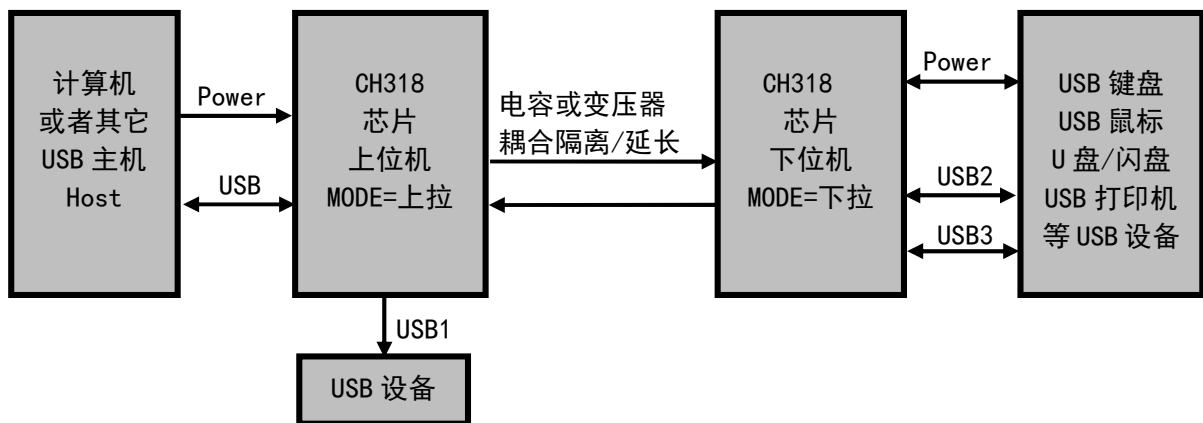 计算机
或者其它
USB 主机
Host
Power
USB
CH318
芯片
上位机
MODE=上拉
电容或变压器
耦合隔离/延长
CH318
芯片
下位机
MODE=下拉
Power
USB2
USB3
USB 键盘
USB 鼠标
U 盘/闪盘
USB 打印机
等 USB 设备
USB1
USB 设备